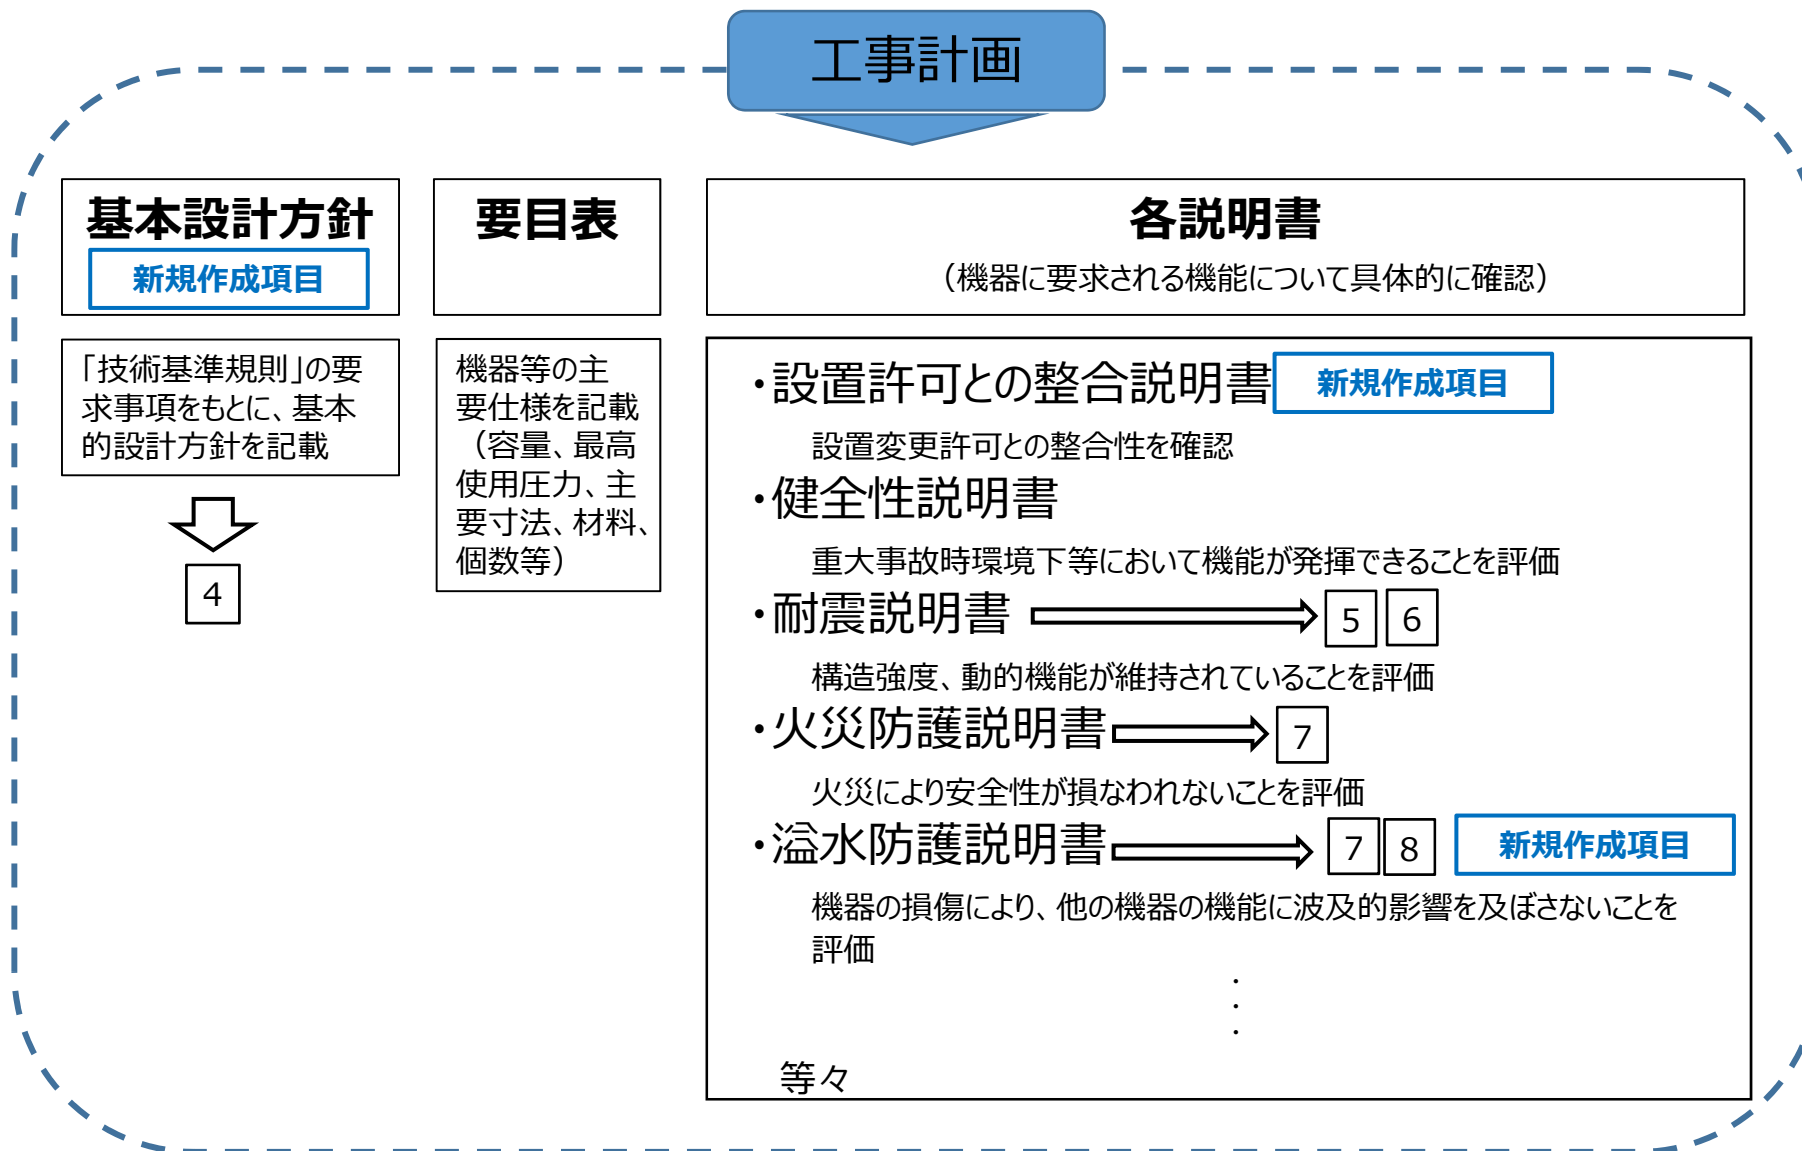 工事計画
基本設計方針
新規作成項目
「技術基準規則」の要
求事項をもとに、基本
的設計方針を記載
4
要目表
機器等の主
要仕様を記載
（容量、最高
使用圧力、主
要寸法、材料、
個数等）
各説明書
（機器に要求される機能について具体的に確認）
・設置許可との整合説明書 新規作成項目
設置変更許可との整合性を確認
・健全性説明書
重大事故時環境下等において機能が発揮できることを評価
・耐震説明書 5 6
構造強度、動的機能が維持されていることを評価
・火災防護説明書 7
火災により安全性が損なわれないことを評価
・溢水防護説明書 7 8 新規作成項目
機器の損傷により、他の機器の機能に波及的影響を及ぼさないことを
評価
・
・
・
等々